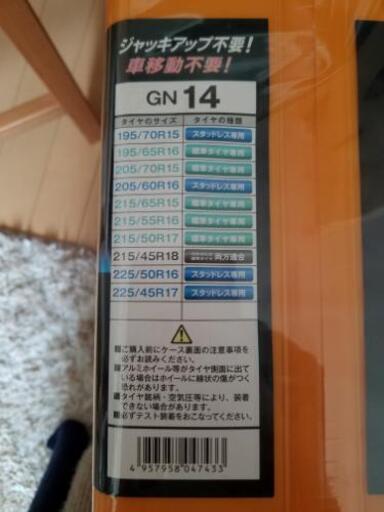 ジャッキアップ不要!
車移動不要!
GN 14
タイヤのサイズ タイヤの種類
195/70R15 スタッドレス専用
195/65R16 標準タイヤ専用
205/70R15 標準タイヤ専用
205/60R16 スタッドレス専用
215/65R15 標準タイヤ専用
215/55R16 標準タイヤ専用
215/50R17 標準タイヤ専用
215/45R18 両方適合
225/50R16 スタッドレス専用
225/45R17 スタッドレス専用
ご購入前にケース裏面の注意事項を
必ずお読みください。
アルミホイール等がタイヤ側面に出て
いる場合はホイールに線状の傷がつく
恐れがあります。
タイヤ銘柄・空気圧等により、装着
できない場合があります。
必ずテスト装着をおこなってください。
4 957958 047433